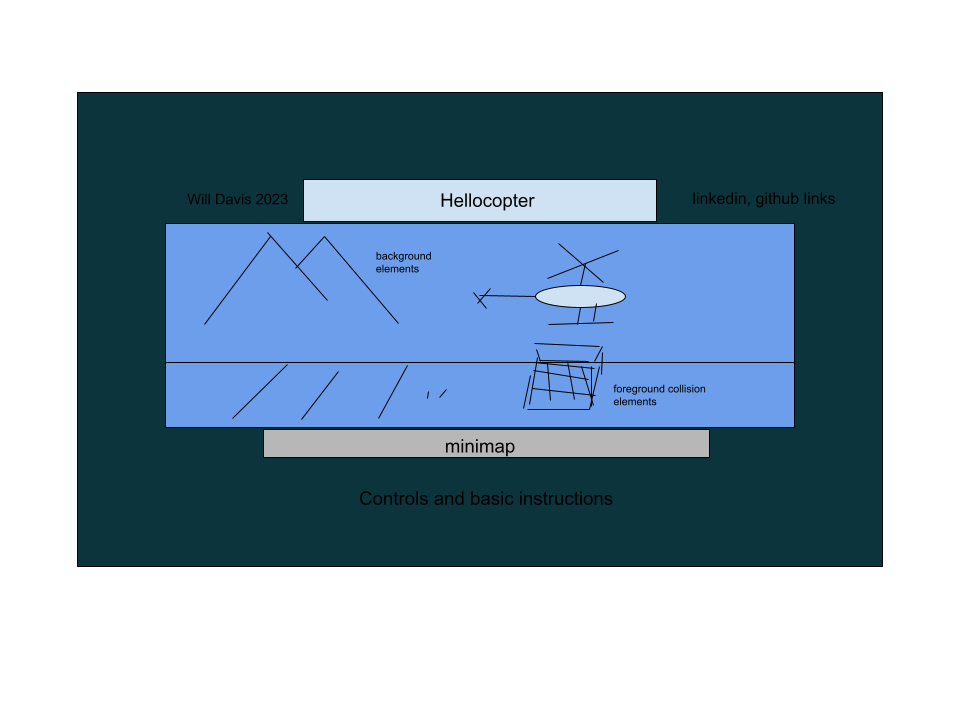 Will Davis 2023
Hellocopter
linkedin, github links
background
elements
foreground collision
elements
minimap
Controls and basic instructions